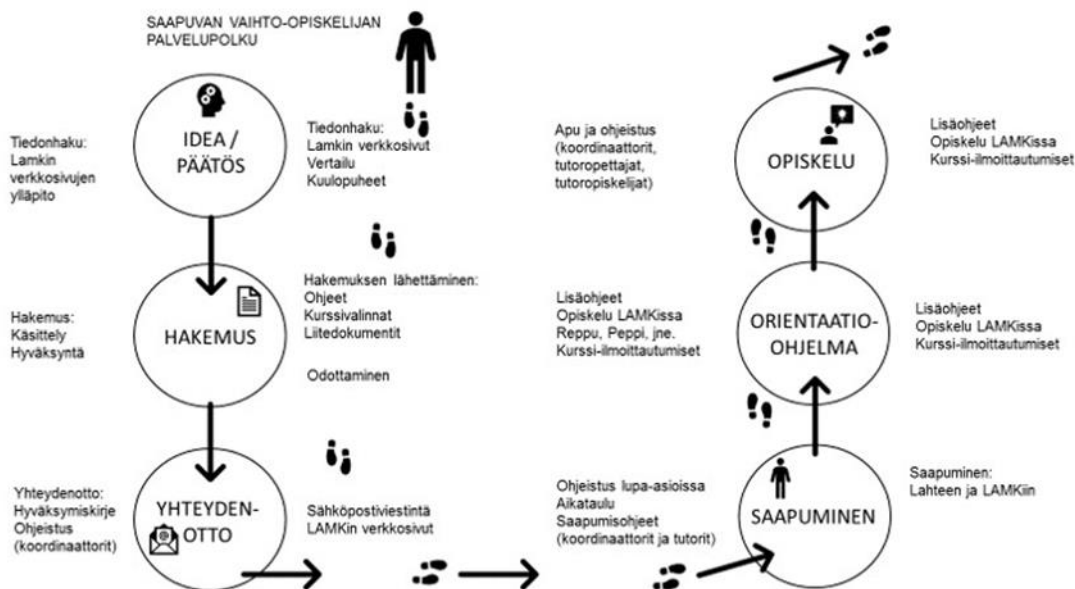 SAAPUVAN VAIHTO-OPISKELIJAN
PALVELUPOLKU
Tiedonhaku:
Lamkin
verkkosivujen
ylläpito
IDEA /
PÄÄTÖS
Tiedonhaku:
Lamkin verkkosivut
Vertailu
Kuulopuheet
Hakemus:
Käsittely
Hyväksyntä
HAKEMUS
Hakemuksen lähettäminen:
Ohjeet
Kurssivalinnat
Liitedokumentit
Odottaminen
Yhteydenotto:
Hyväksymiskirje
Ohjeistus
(koordinaattorit)
YHTEYDEN-
OTTO
Sähköpostiviestintä
LAMKin verkkosivut
Ohjeistus lupa-asioissa
Aikataulu
Saapumisohjeet
(koordinaattorit ja tutorit)
SAAPUMINEN
Saapuminen:
Lahteen ja LAMKiin
Lisäohjeet
Opiskelu LAMKissa
Reppu, Peppi, jne.
Kurssi-ilmoittautumiset
ORIENTAATIO-
OHJELMA
Lisäohjeet
Opiskelu LAMKissa
Kurssi-ilmoittautumiset
Apu ja ohjeistus
(koordinaattorit,
tutoropettajat,
tutoropiskelijat)
OPISKELU
Lisäohjeet
Opiskelu LAMKissa
Kurssi-ilmoittautumiset